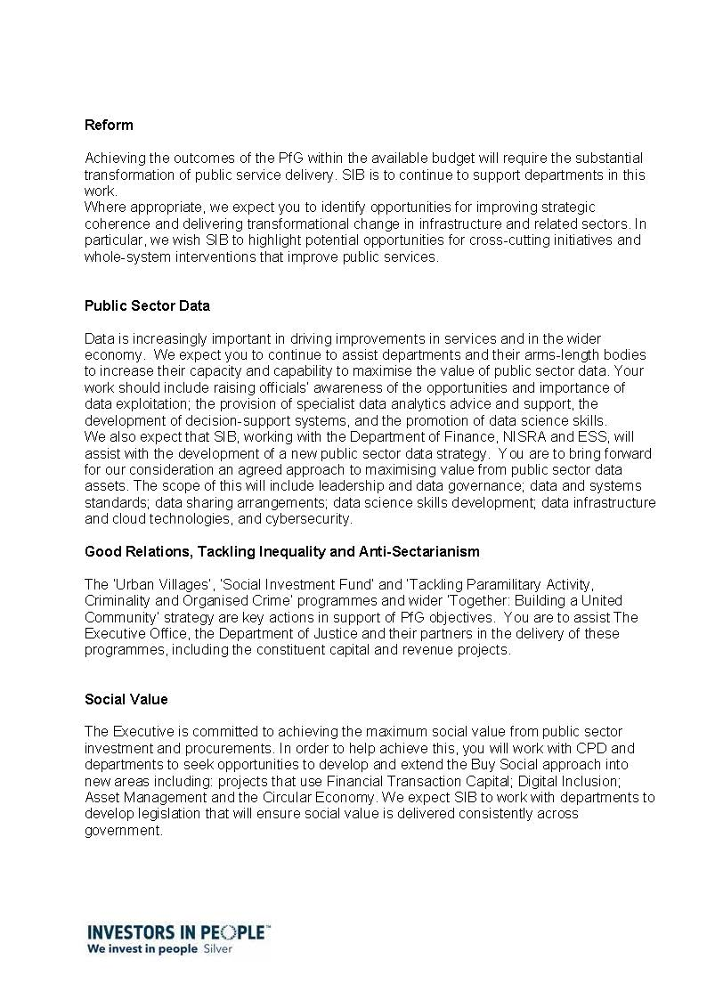 Reform
Achieving the outcomes of the PfG within the available budget will require the substantial
transformation of public service delivery. SIB is to continue to support departments in this
work.
Where appropriate, we expect you to identify opportunities for improving strategic
coherence and delivering transformational change in infrastructure and related sectors. In
particular, we wish SIB to highlight potential opportunities for cross-cutting initiatives and
whole-system interventions that improve public services.
Public Sector Data
Data is increasingly important in driving improvements in services and in the wider
economy.  We expect you to continue to assist departments and their arms-length bodies
to increase their capacity and capability to maximise the value of public sector data. Your
work should include raising officials’ awareness of the opportunities and importance of
data exploitation; the provision of specialist data analytics advice and support, the
development of decision-support systems, and the promotion of data science skills.
We also expect that SIB, working with the Department of Finance, NISRA and ESS, will
assist with the development of a new public sector data strategy.  You are to bring forward
for our consideration an agreed approach to maximising value from public sector data
assets. The scope of this will include leadership and data governance; data and systems
standards; data sharing arrangements; data science skills development; data infrastructure
and cloud technologies, and cybersecurity.
Good Relations, Tackling Inequality and Anti-Sectarianism
The ‘Urban Villages’, ‘Social Investment Fund’ and ‘Tackling Paramilitary Activity,
Criminality and Organised Crime’ programmes and wider ‘Together: Building a United
Community’ strategy are key actions in support of PfG objectives.  You are to assist The
Executive Office, the Department of Justice and their partners in the delivery of these
programmes, including the constituent capital and revenue projects.
Social Value
The Executive is committed to achieving the maximum social value from public sector
investment and procurements. In order to help achieve this, you will work with CPD and
departments to seek opportunities to develop and extend the Buy Social approach into
new areas including: projects that use Financial Transaction Capital; Digital Inclusion;
Asset Management and the Circular Economy. We expect SIB to work with departments to
develop legislation that will ensure social value is delivered consistently across
government.
INVESTORS IN PEOPLE™
We invest in people Silver